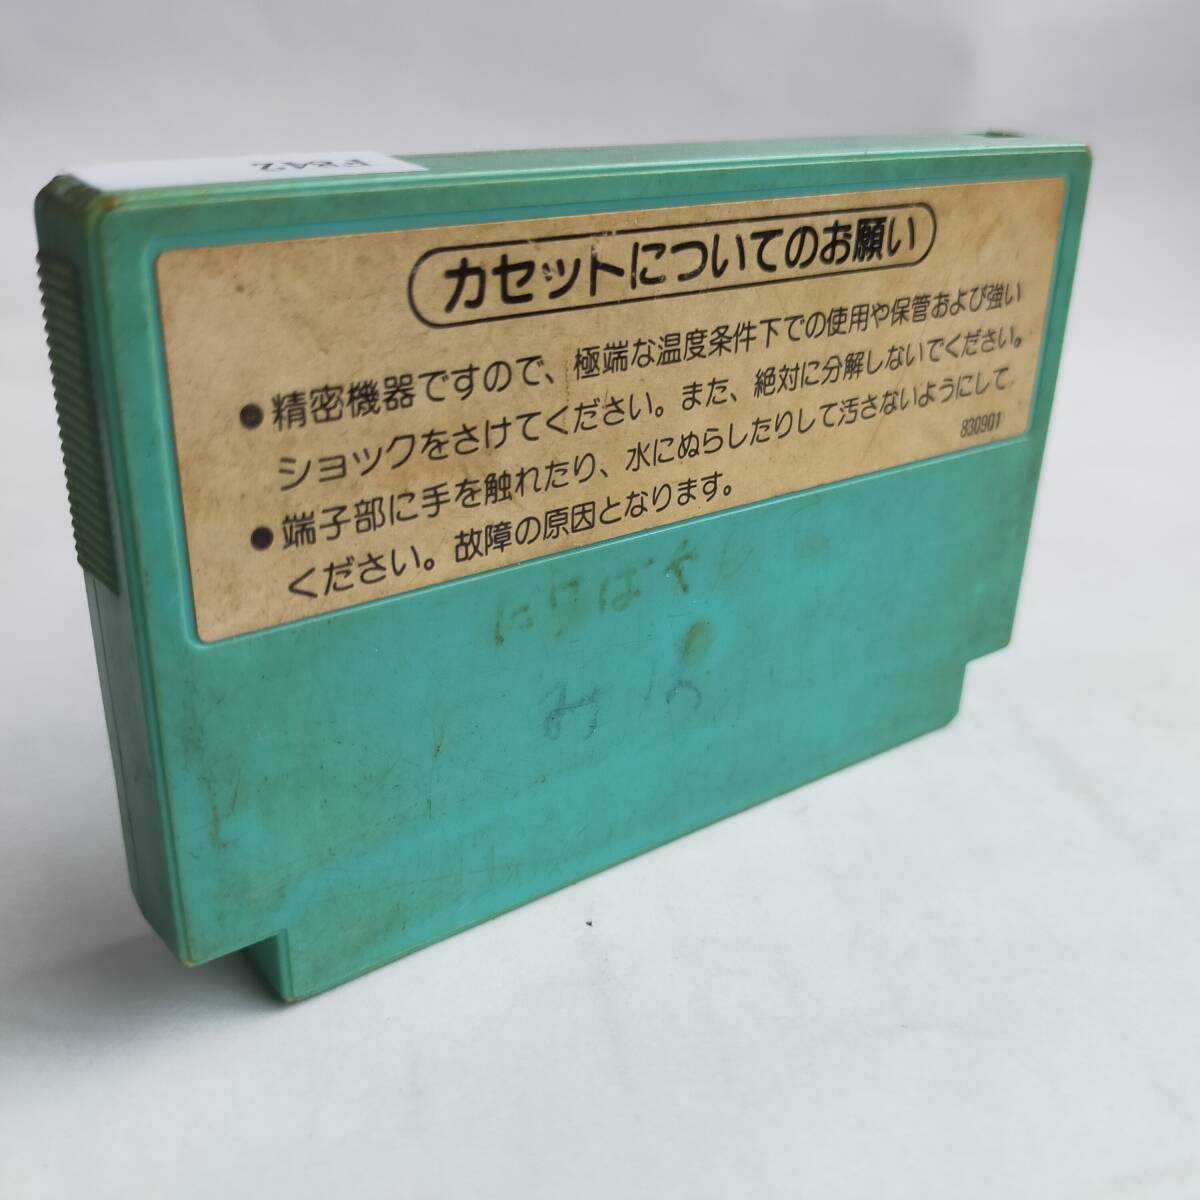 F842
カセットについてのお願い
●精密機器ですので、極端な温度条件下での使用や保管および強い
ショックをさけてください。また、絶対に分解しないでください。
●端子部に手を触れたり、水にぬらしたりして汚さないようにして
ください。故障の原因となります。
830901